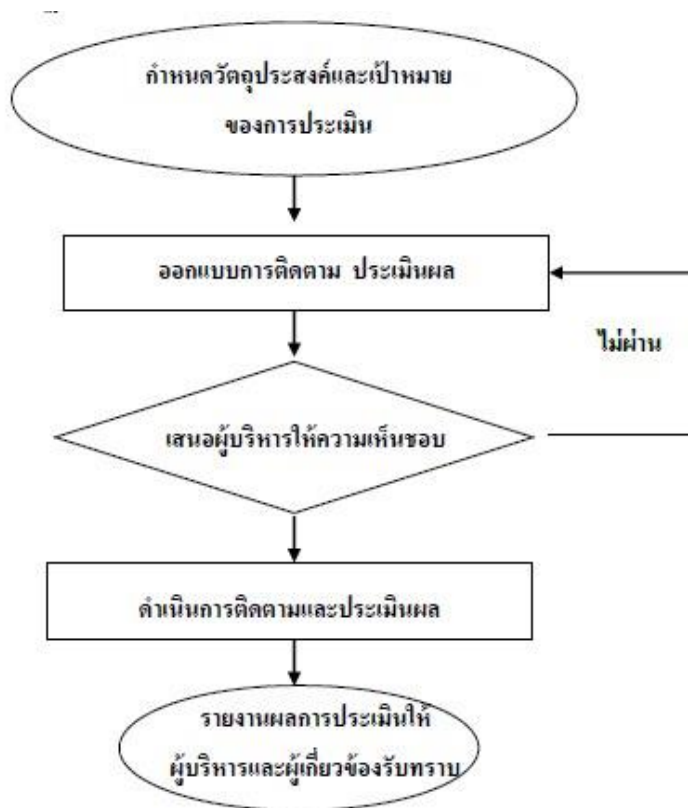 กำหนดวัตถุประสงค์และเป้าหมาย
ของการประเมิน
ออกแบบการติดตาม ประเมินผล
ไม่ผ่าน
เสนอผู้บริหารให้ความเห็นชอบ
ดำเนินการติดตามและประเมินผล
รายงานผลการประเมินให้
ผู้บริหารและผู้เกี่ยวข้องรับทราบ